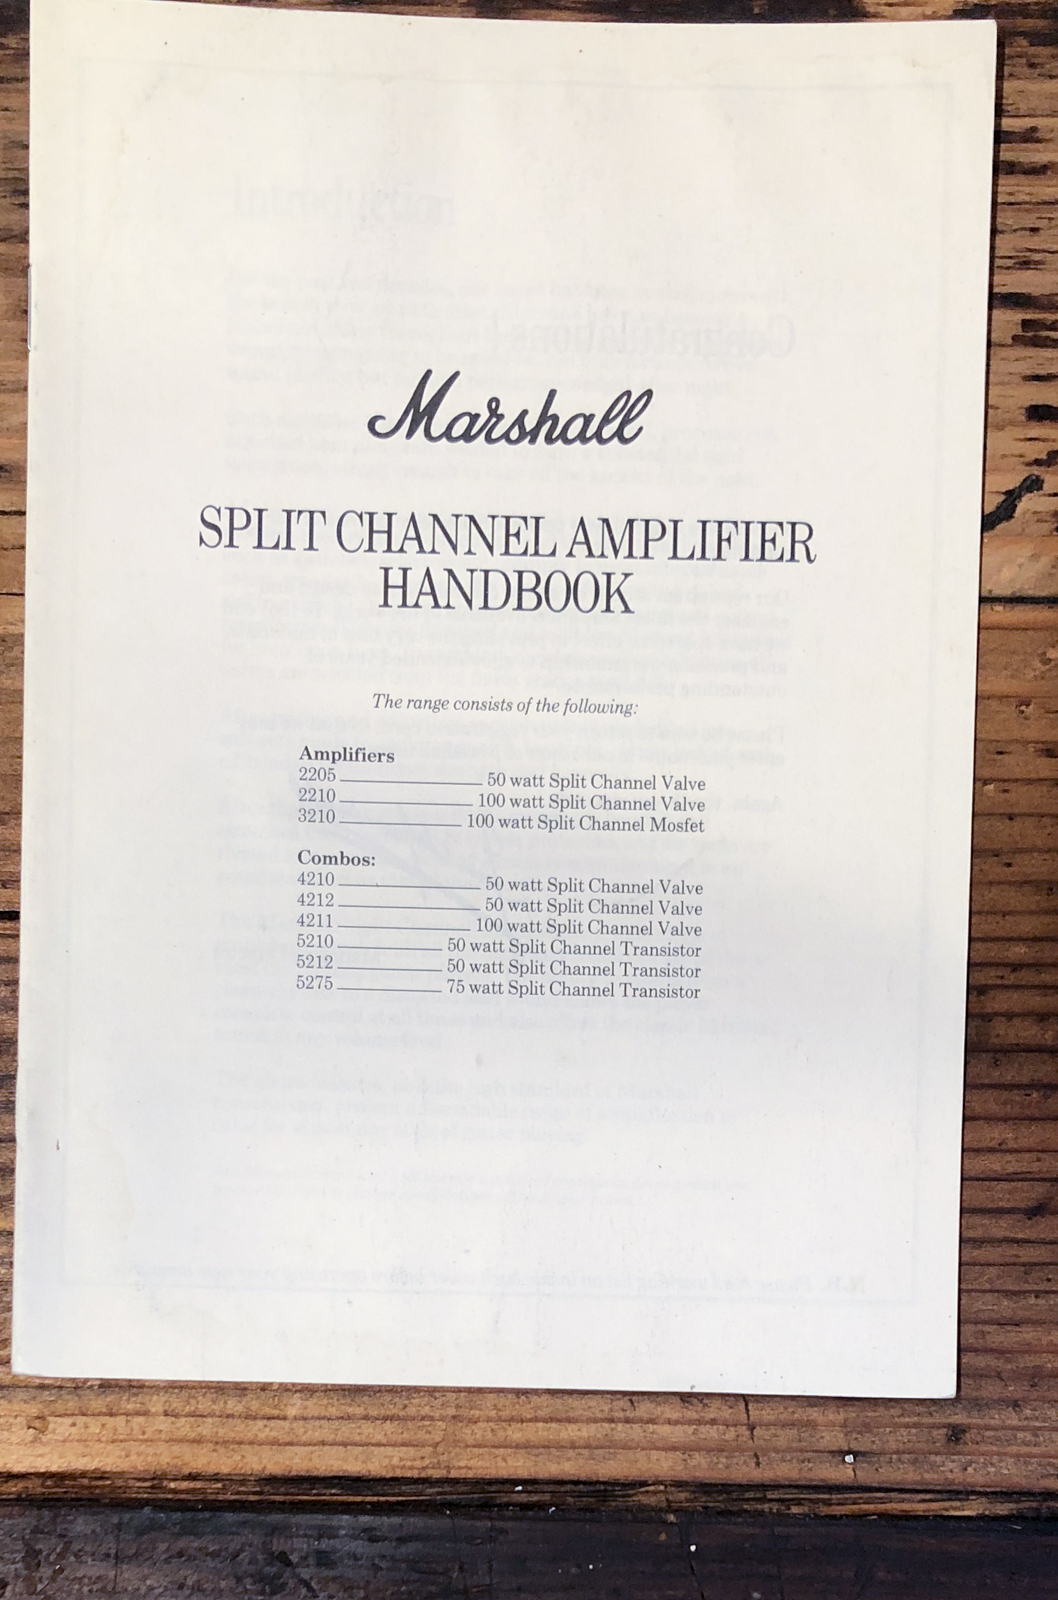 Marshall
SPLIT CHANNEL AMPLIFIER
HANDBOOK
The range consists of the following:
Amplifiers
2205 50 watt Split Channel Valve
2210 100 watt Split Channel Valve
3210 100 watt Split Channel Mosfet
Combos:
4210 50 watt Split Channel Valve
4212 50 watt Split Channel Valve
4211 100 watt Split Channel Valve
5210 50 watt Split Channel Transistor
5212 50 watt Split Channel Transistor
5275 75 watt Split Channel Transistor